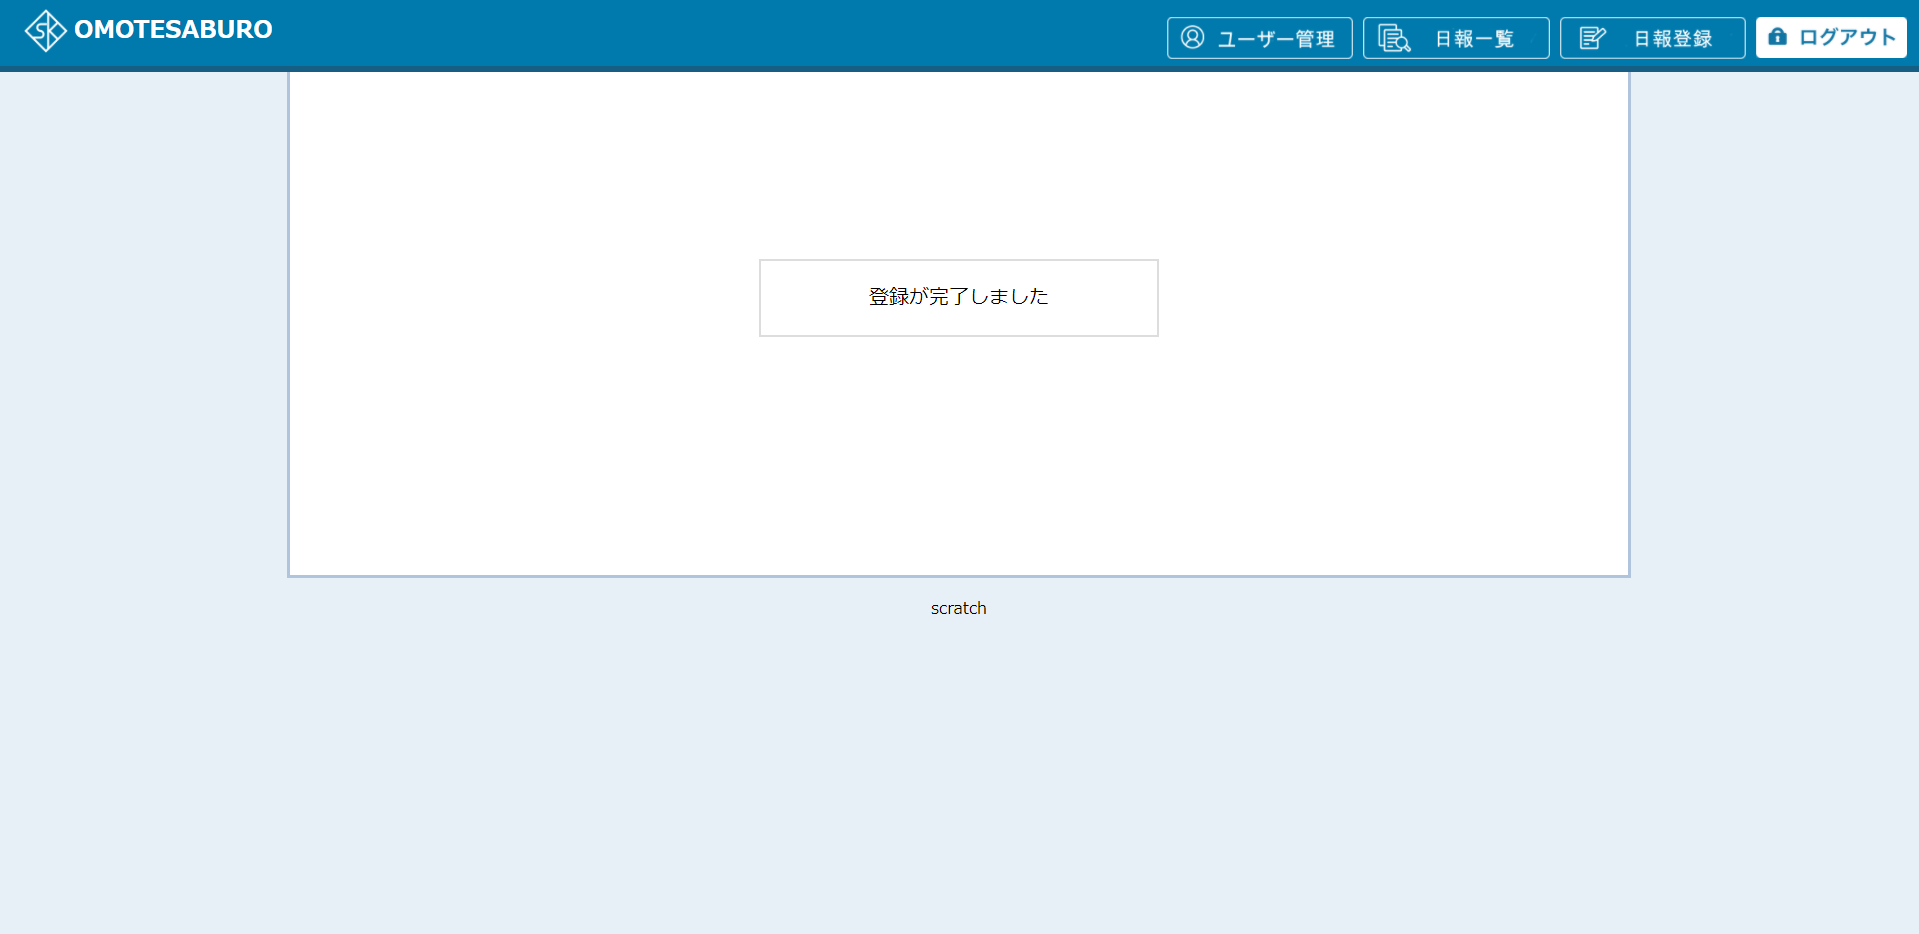 OMOTESABURO
ユーザー管理
日報一覧
日報登録
ログアウト
登録が完了しました
scratch